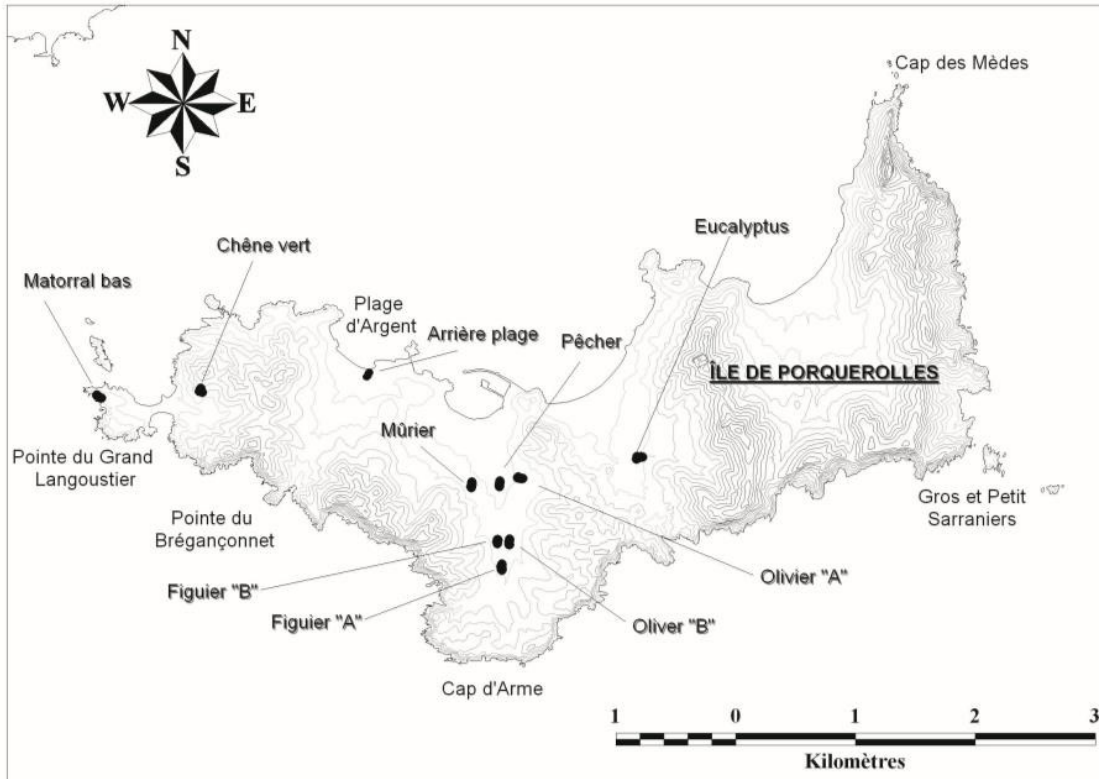 N
W E
S
Cap des Mèdes
Eucalyptus
Chêne vert
Matorral bas
Plage
d'Argent
Arrière plage
Pêcher
ÎLE DE PORQUEROLLES
Mûrier
Pointe du Grand
Langoustier
Pointe du
Brégançonnet
Gros et Petit
Sarraniers
Figuier "B"
Olivier "A"
Figuier "A"
Oliver "B"
Cap d'Arme
1 0 1 2 3
Kilomètres